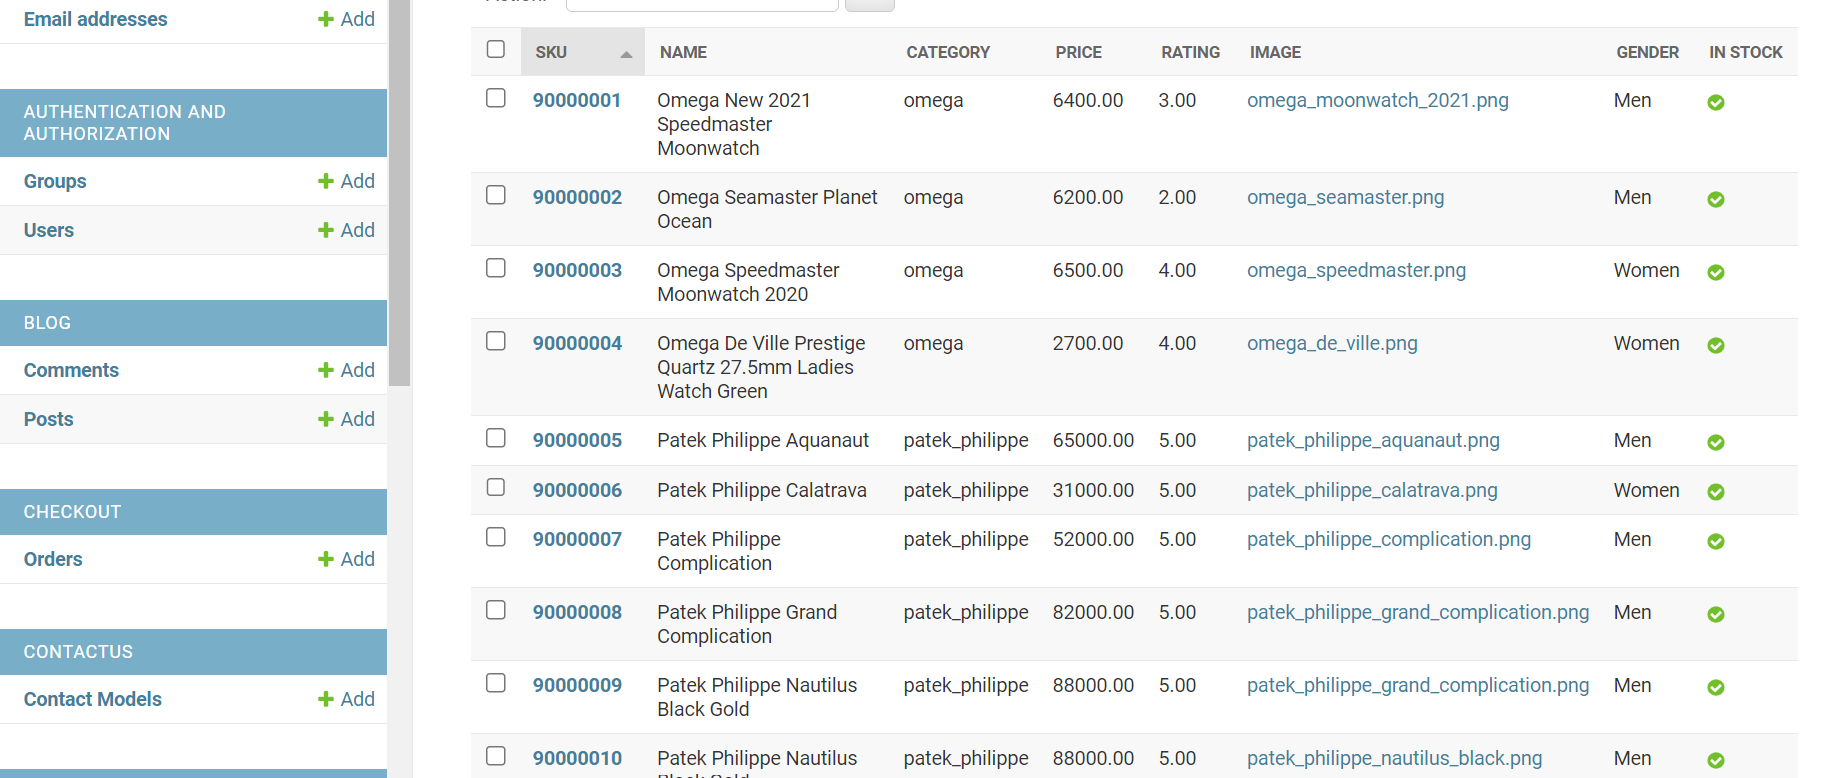 Email addresses Add
AUTHENTICATION AND
AUTHORIZATION
Groups Add
Users Add
BLOG
Comments Add
Posts Add
CHECKOUT
Orders Add
CONTACTUS
Contact Models Add
SKU NAME CATEGORY PRICE RATING IMAGE GENDER IN STOCK
90000001 Omega New 2021 omega 6400.00 3.00 omega_moonwatch_2021.png Men
Speedmaster
Moonwatch
90000002 Omega Seamaster Planet omega 6200.00 2.00 omega_seamaster.png Men
Ocean
90000003 Omega Speedmaster omega 6500.00 4.00 omega_speedmaster.png Women
Moonwatch 2020
90000004 Omega De Ville Prestige omega 2700.00 4.00 omega_de_ville.png Women
Quartz 27.5mm Ladies
Watch Green
90000005 Patek Philippe Aquanaut patek_philippe 65000.00 5.00 patek_philippe_aquanaut.png Men
90000006 Patek Philippe Calatrava patek_philippe 31000.00 5.00 patek_philippe_calatrava.png Women
90000007 Patek Philippe patek_philippe 52000.00 5.00 patek_philippe_complication.png Men
Complication
90000008 Patek Philippe Grand patek_philippe 82000.00 5.00 patek_philippe_grand_complication.png Men
Complication
90000009 Patek Philippe Nautilus patek_philippe 88000.00 5.00 patek_philippe_grand_complication.png Men
Black Gold
90000010 Patek Philippe Nautilus patek_philippe 88000.00 5.00 patek_philippe_nautilus_black.png Men